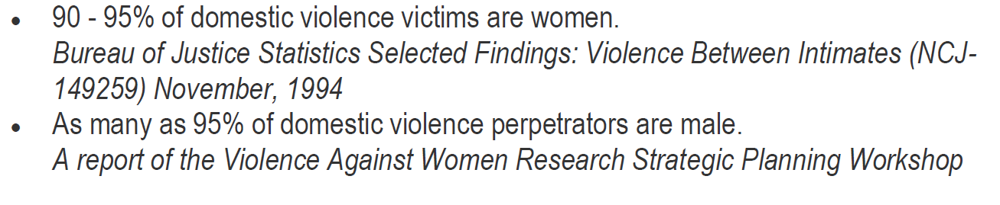 • 90 - 95% of domestic violence victims are women.
Bureau of Justice Statistics Selected Findings: Violence Between Intimates (NCJ-
149259) November, 1994
• As many as 95% of domestic violence perpetrators are male.
A report of the Violence Against Women Research Strategic Planning Workshop